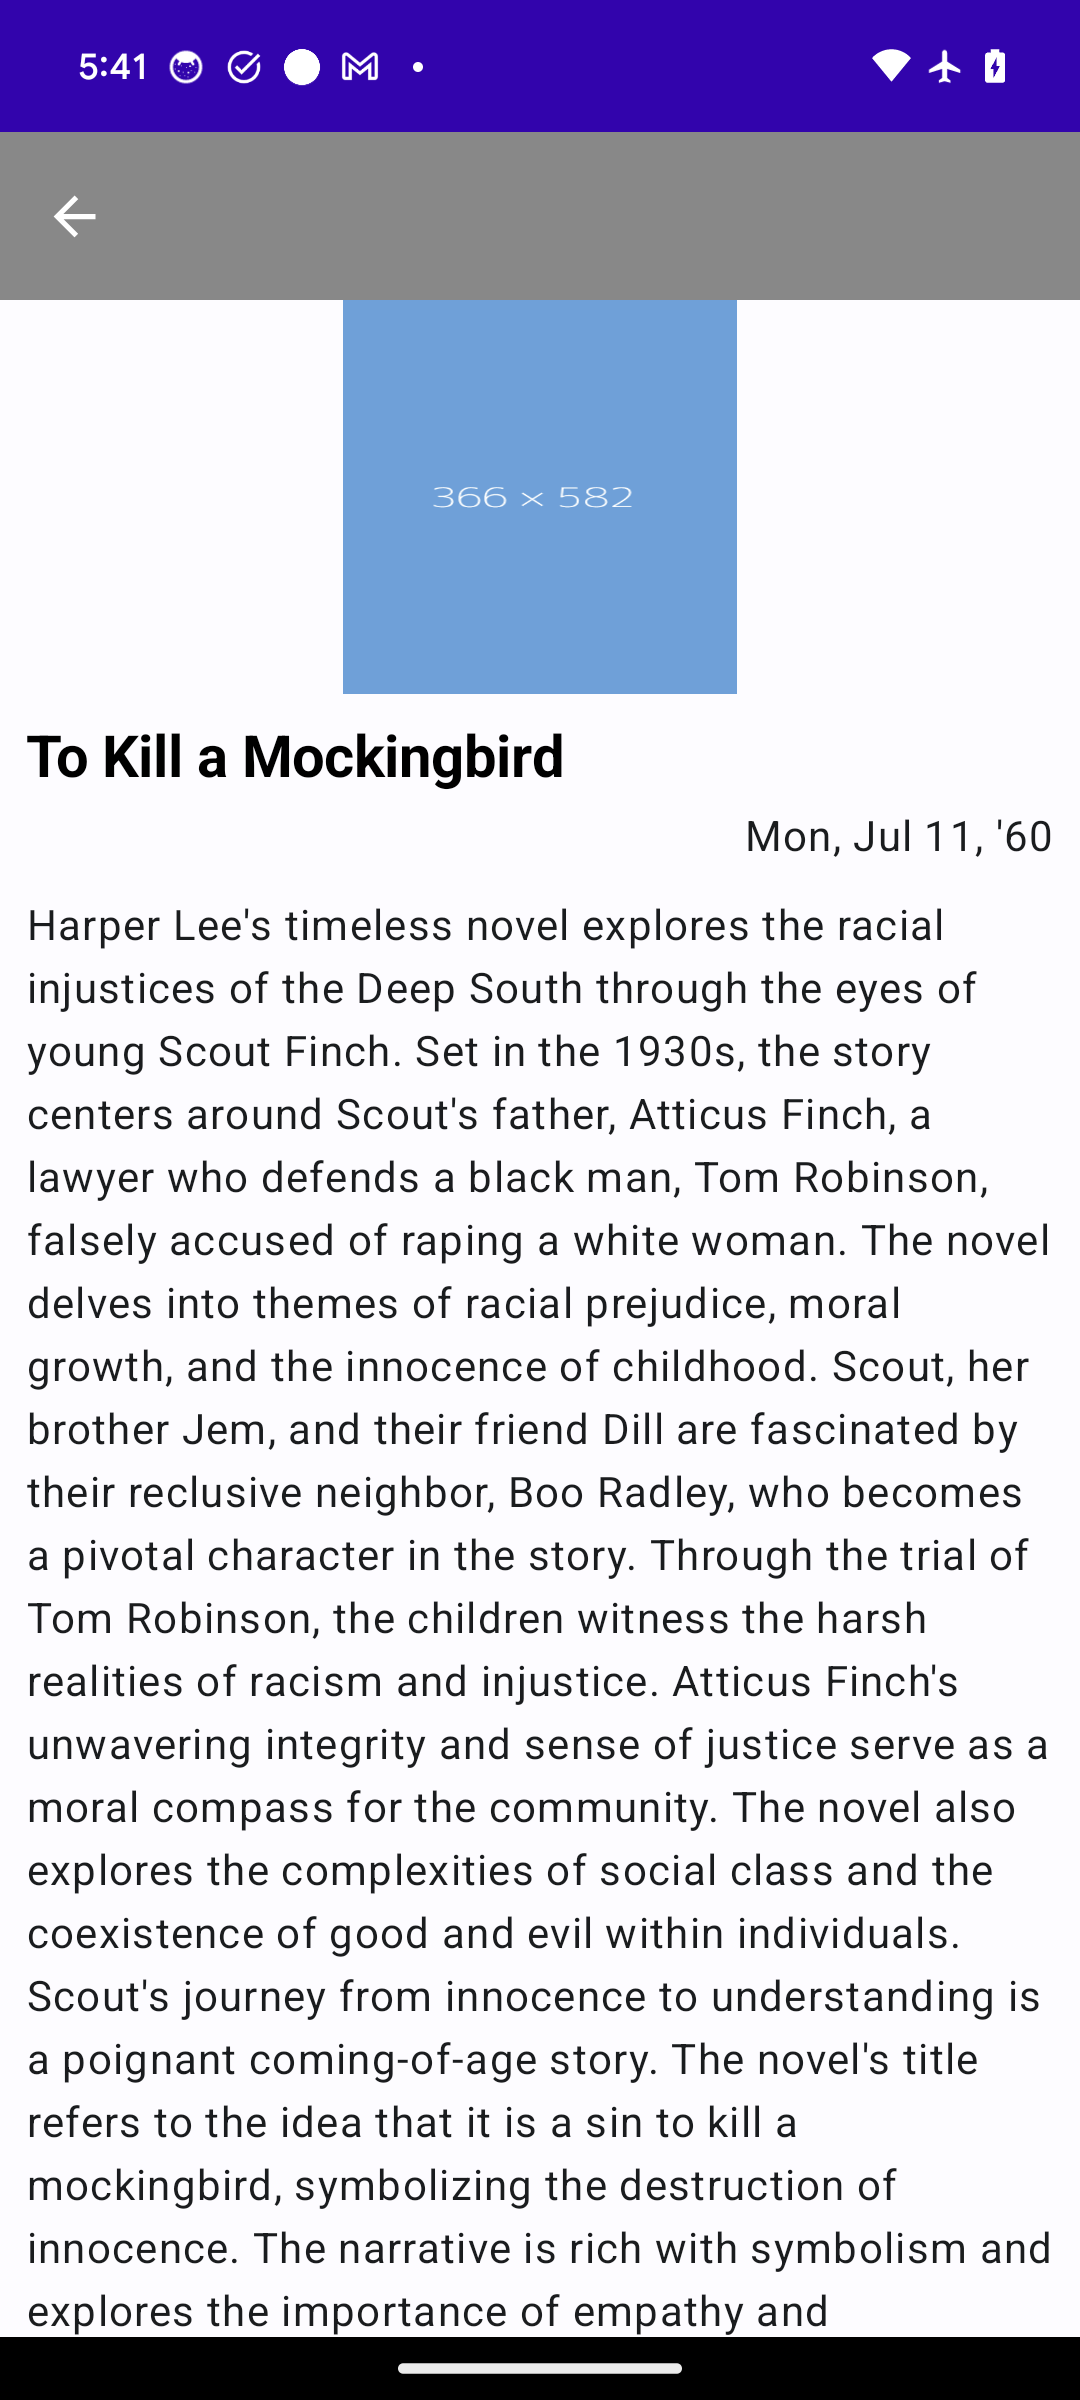 5:41
366 × 582
To Kill a Mockingbird
Mon, Jul 11, '60
Harper Lee's timeless novel explores the racial
injustices of the Deep South through the eyes of
young Scout Finch. Set in the 1930s, the story
centers around Scout's father, Atticus Finch, a
lawyer who defends a black man, Tom Robinson,
falsely accused of raping a white woman. The novel
delves into themes of racial prejudice, moral
growth, and the innocence of childhood. Scout, her
brother Jem, and their friend Dill are fascinated by
their reclusive neighbor, Boo Radley, who becomes
a pivotal character in the story. Through the trial of
Tom Robinson, the children witness the harsh
realities of racism and injustice. Atticus Finch's
unwavering integrity and sense of justice serve as a
moral compass for the community. The novel also
explores the complexities of social class and the
coexistence of good and evil within individuals.
Scout's journey from innocence to understanding is
a poignant coming-of-age story. The novel's title
refers to the idea that it is a sin to kill a
mockingbird, symbolizing the destruction of
innocence. The narrative is rich with symbolism and
explores the importance of empathy and